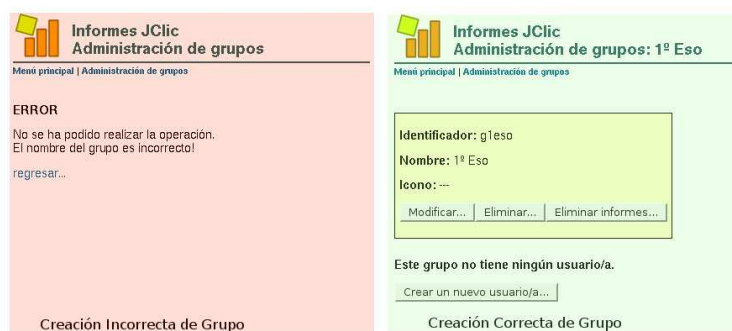 Informes JClic
Administración de grupos
Menú principal | Administración de grupos
ERROR
No se ha podido realizar la operación.
El nombre del grupo es incorrecto!
regresar...
Creación Incorrecta de Grupo
Informes JClic
Administración de grupos: 1º Eso
Menú principal | Administración de grupos
Identificador: g1eso
Nombre: 1º Eso
Icono: ---
Modificar... Eliminar... Eliminar informes...
Este grupo no tiene ningún usuario/a.
Crear un nuevo usuario/a...
Creación Correcta de Grupo